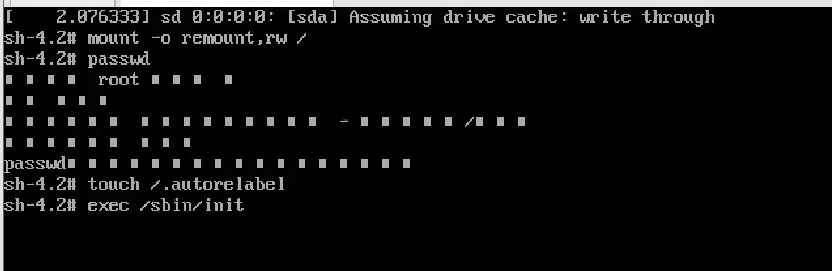 [    2.076333] sd 0:0:0:0: [sda] Assuming drive cache: write through
sh-4.2# mount -o remount,rw /
sh-4.2# passwd
■ ■ ■ ■  root ■ ■ ■  ■
■ ■  ■ ■ ■
■ ■ ■ ■ ■ ■  ■ ■ ■ ■ ■ ■ ■ ■ ■  - ■ ■ ■ ■ ■ /■ ■ ■
■ ■ ■ ■ ■ ■  ■ ■ ■
passwd■ ■ ■ ■ ■ ■ ■ ■ ■ ■ ■ ■ ■ ■ ■ ■ ■
sh-4.2# touch /.autorelabel
sh-4.2# exec /sbin/init